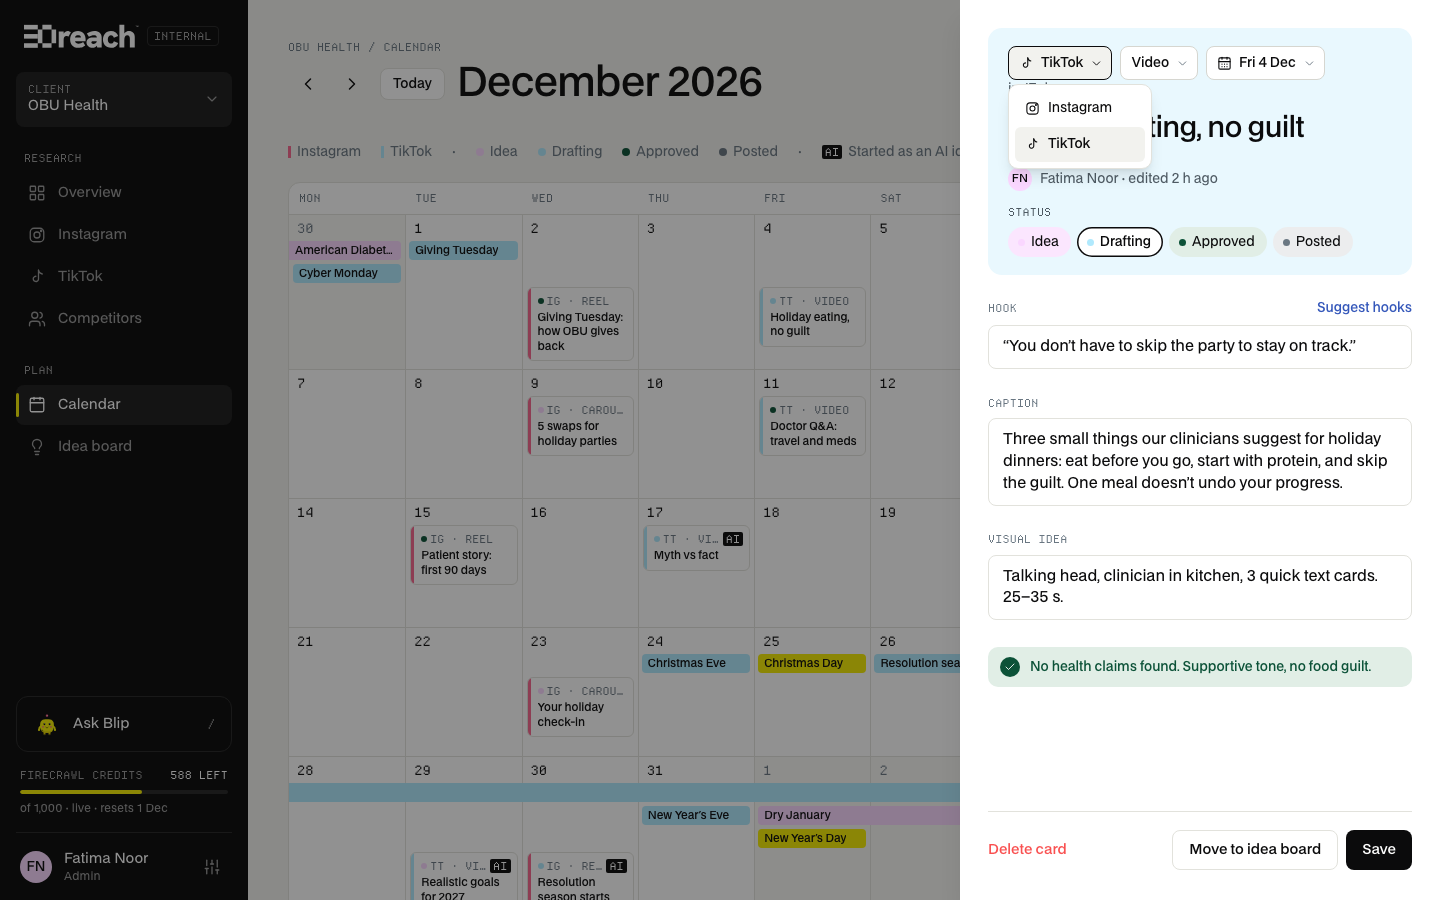 reach
INTERNAL
CLIENT
OBU Health
RESEARCH
Overview
Instagram
TikTok
Competitors
PLAN
Calendar
Idea board
Ask Blip
/
FIRECRAWL CREDITS
588 LEFT
of 1,000 · live · resets 1 Dec
FN
Fatima Noor
Admin
OBU HEALTH / CALENDAR
Today
December 2026
Instagram
TikTok
·
Idea
Drafting
Approved
Posted
·
AI
Started as an AI
MON
TUE
WED
THU
FRI
SAT
30
American Diabet...
Cyber Monday
1
Giving Tuesday
2
IG · REEL
Giving Tuesday:
how OBU gives
back
3
4
TT · VIDEO
Holiday eating,
no guilt
5
7
8
9
IG · CAROU...
5 swaps for
holiday parties
10
11
TT · VIDEO
Doctor Q&A:
travel and meds
12
14
15
IG · REEL
Patient story:
first 90 days
16
17
TT · VI...
AI
Myth vs fact
18
19
21
22
23
IG · CAROU...
Your holiday
check-in
24
Christmas Eve
25
Christmas Day
26
Resolution sea
28
29
TT · VI...
AI
Realistic goals
for 2027
30
IG · RE...
AI
Resolution
season starts
31
New Year's Eve
1
Dry January
New Year's Day
2
TikTok
Video
Fri 4 Dec
Instagram
TikTok
ting, no guilt
FN
Fatima Noor · edited 2 h ago
STATUS
Idea
Drafting
Approved
Posted
HOOK
Suggest hooks
“You don’t have to skip the party to stay on track.”
CAPTION
Three small things our clinicians suggest for holiday
dinners: eat before you go, start with protein, and skip
the guilt. One meal doesn’t undo your progress.
VISUAL IDEA
Talking head, clinician in kitchen, 3 quick text cards.
25–35 s.
No health claims found. Supportive tone, no food guilt.
Delete card
Move to idea board
Save